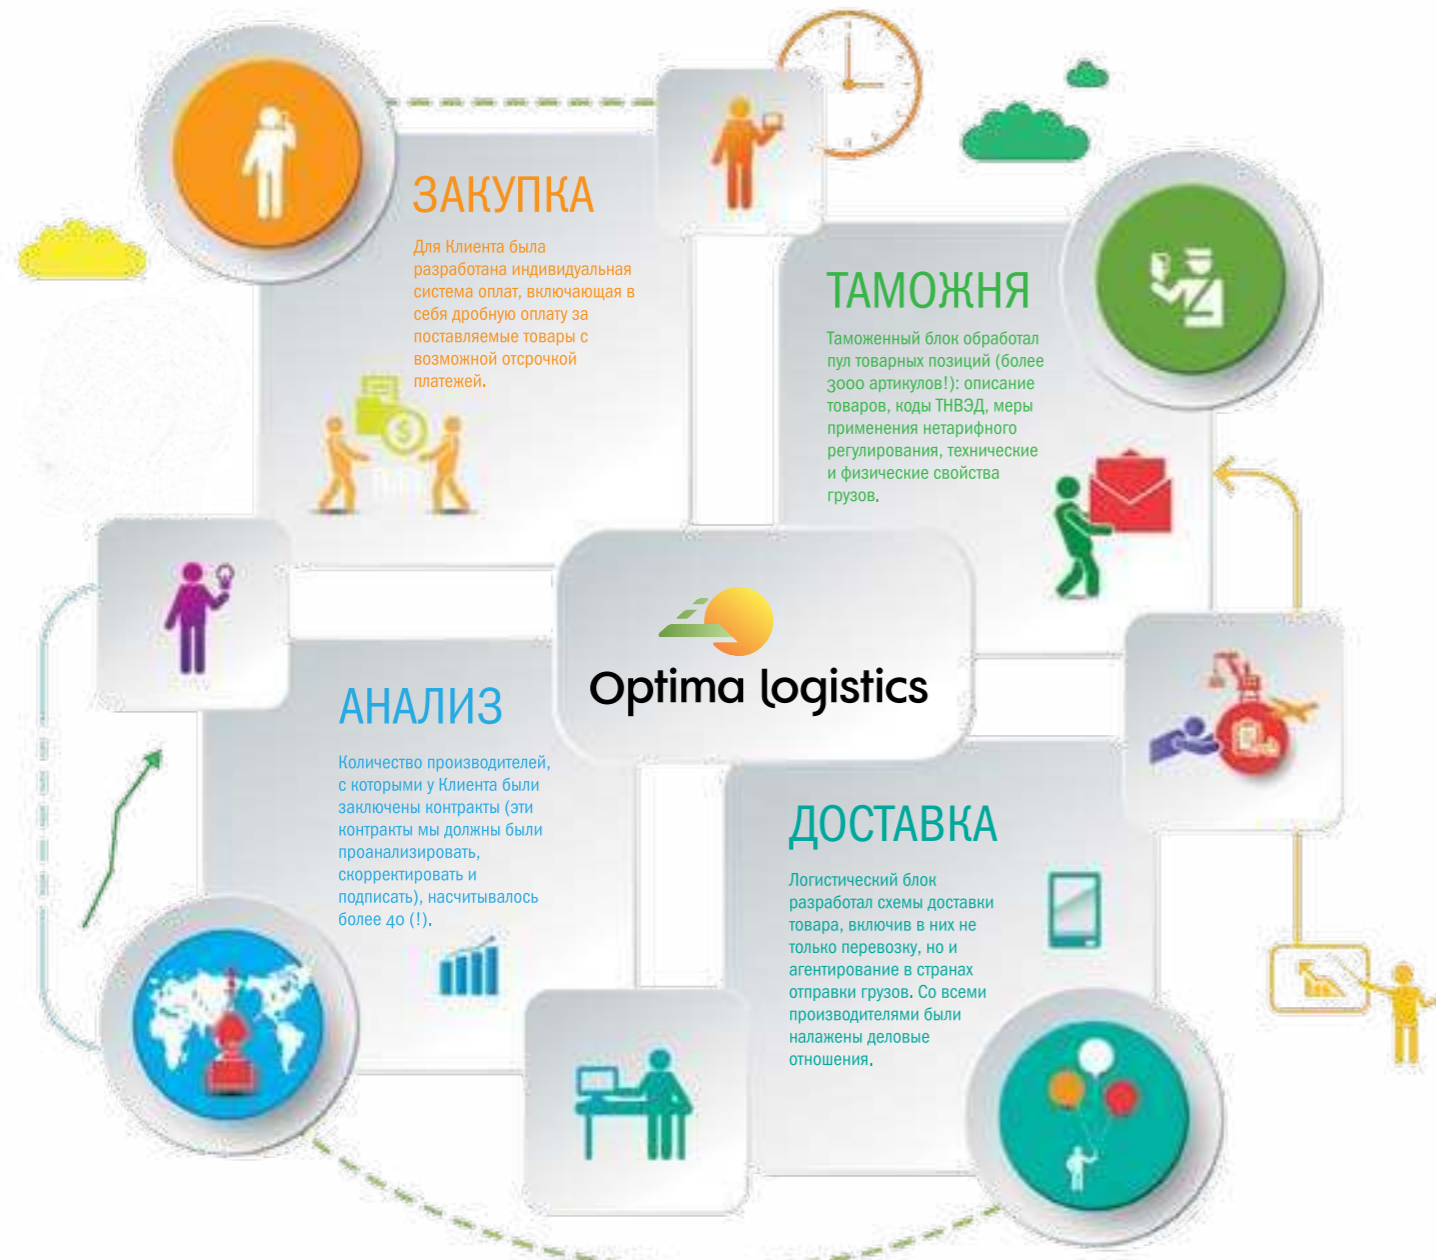 ЗАКУПКА
Для Клиента была
разработана индивидуальная
система оплат, включающая в
себя дробную оплату за
поставляемые товары с
возможной отсрочкой
платежей.
ТАМОЖНЯ
Таможенный блок обработал
пул товарных позиций (более
3000 артикулов!): описание
товаров, коды ТНВЭД, меры
применения нетарифного
регулирования, технические
и физические свойства
грузов.
Optima logistics
АНАЛИЗ
Количество производителей,
с которыми у Клиента были
заключены контракты (эти
контракты мы должны были
проанализировать,
скорректировать и
подписать), насчитывалось
более 40 (!).
ДОСТАВКА
Логистический блок
разработал схемы доставки
товара, включив в них не
только перевозку, но и
агентирование в странах
отправки грузов. Со всеми
производителями были
налажены деловые
отношения.